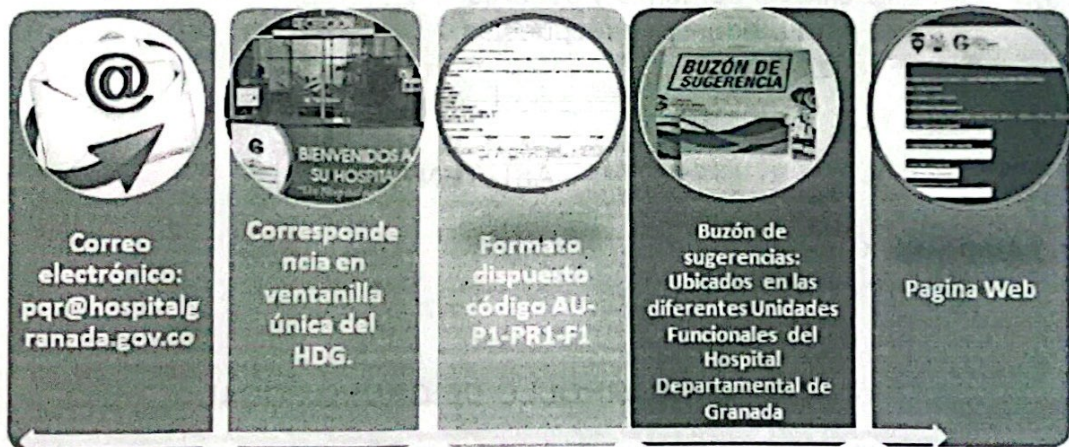 @
Correo
electrónico:
pqr@hospitalg
ranada.gov.co
RECEPCION
G
BIENVENIDOS A
SU HOSPITAL
Corresponde
ncia en
ventanilla
única del
HDG.
Formato
dispuesto
código AU-
P1-PR1-F1
BUZÓN DE
SUGERENCIA
Buzón de
sugerencias:
Ubicados en las
diferentes Unidades
Funcionales del
Hospital
Departamental de
Granada
G
Pagina Web